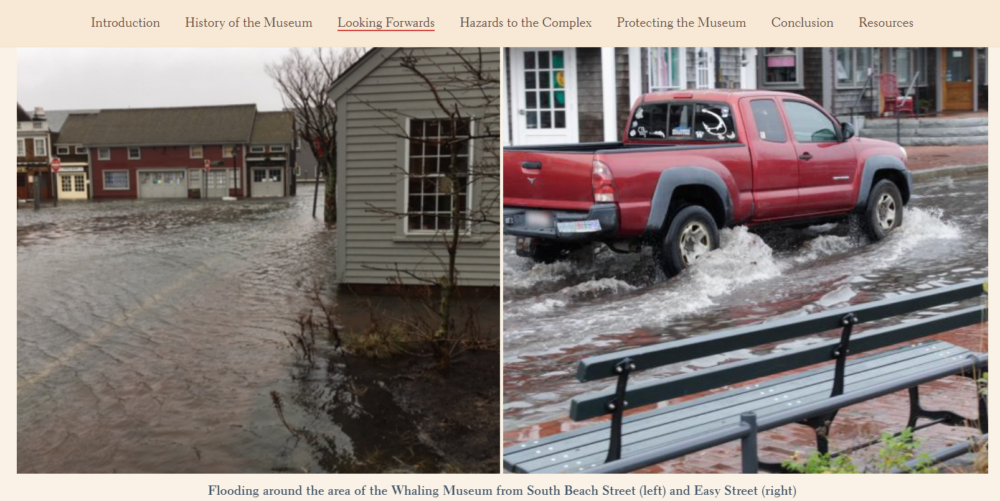 Introduction
History of the Museum
Looking Forwards
Hazards to the Complex
Protecting the Museum
Conclusion
Resources
W
Flooding around the area of the Whaling Museum from South Beach Street (left) and Easy Street (right)